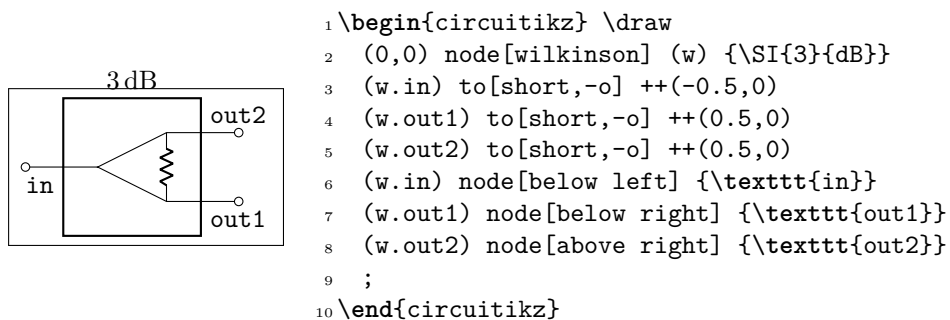 3 dB
out2
in
out1
1 \begin{circuitikz} \draw
2 (0,0) node[wilkinson] (w) {\SI{3}{dB}}
3 (w.in) to[short,-o] ++(-0.5,0)
4 (w.out1) to[short,-o] ++(0.5,0)
5 (w.out2) to[short,-o] ++(0.5,0)
6 (w.in) node[below left] {\texttt{in}}
7 (w.out1) node[below right] {\texttt{out1}}
8 (w.out2) node[above right] {\texttt{out2}}
9 ;
10 \end{circuitikz}